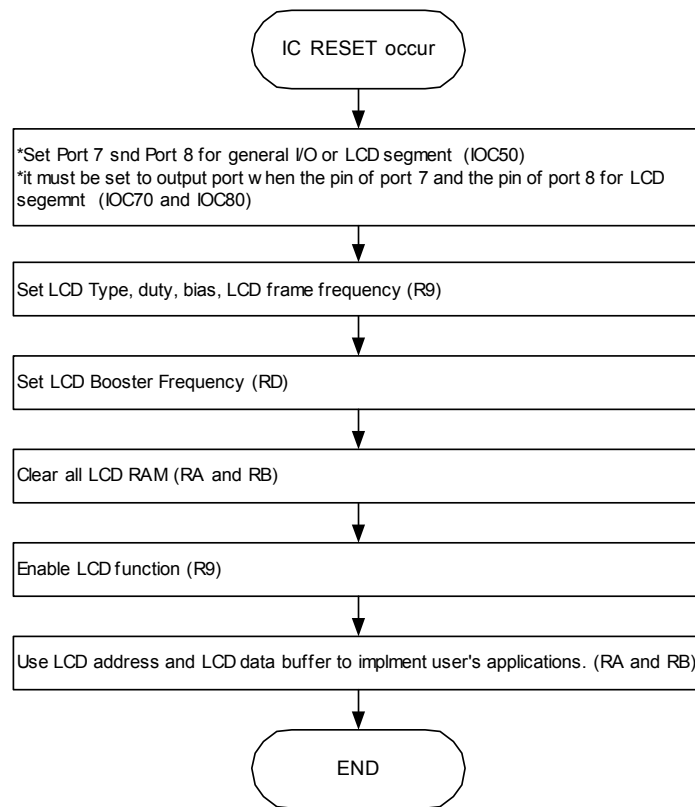 IC RESET occur
*Set Port 7 snd Port 8 for general I/O or LCD segment (IOC50)
*it must be set to output port when the pin of port 7 and the pin of port 8 for LCD
segemnt (IOC70 and IOC80)
Set LCD Type, duty, bias, LCD frame frequency (R9)
Set LCD Booster Frequency (RD)
Clear all LCD RAM (RA and RB)
Enable LCD function (R9)
Use LCD address and LCD data buffer to implment user's applications. (RA and RB)
END